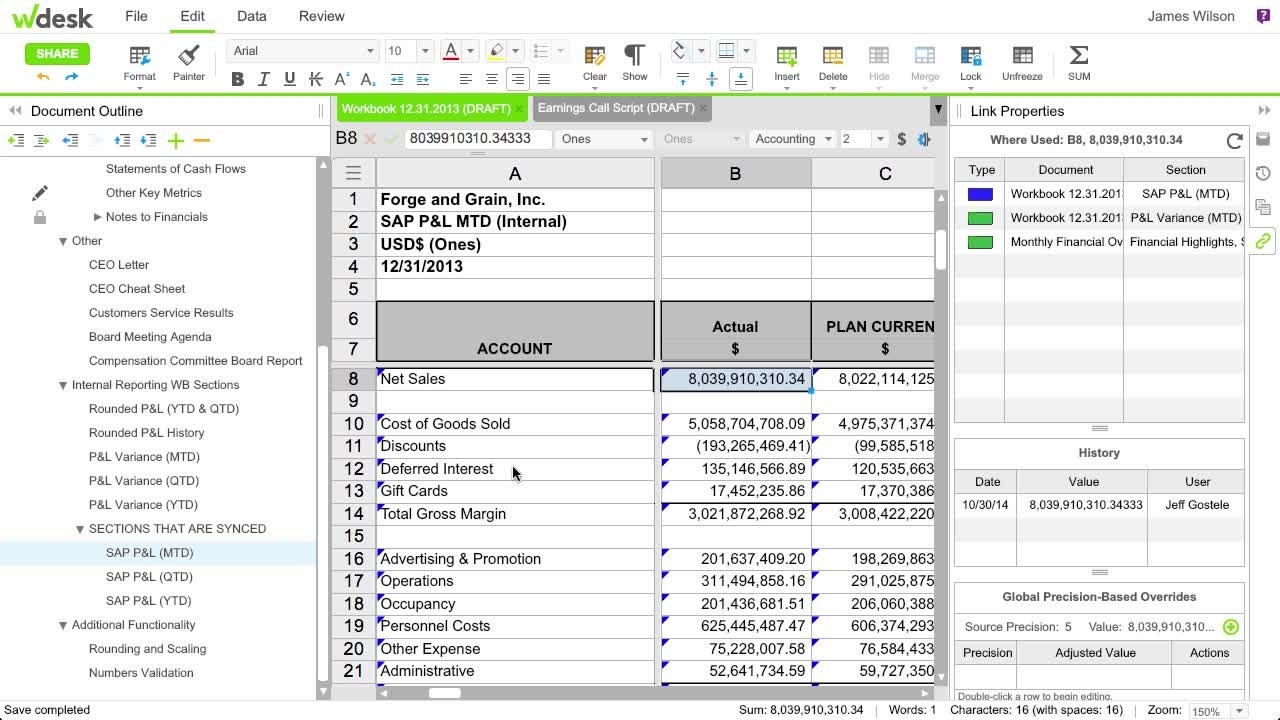 wdesk
File Edit Data Review
James Wilson ?
SHARE
Format Painter
Arial 10
B I U K A A
Clear Show
Insert Delete Hide Merge Lock Unfreeze SUM
Document Outline
Workbook 12.31.2013 (DRAFT) ×
Earnings Call Script (DRAFT) ×
Link Properties
B8 8039910310.34333 Ones Ones Accounting 2 $
Statements of Cash Flows
Other Key Metrics
Notes to Financials
Other
CEO Letter
CEO Cheat Sheet
Customers Service Results
Board Meeting Agenda
Compensation Committee Board Report
Internal Reporting WB Sections
Rounded P&L (YTD & QTD)
Rounded P&L History
P&L Variance (MTD)
P&L Variance (QTD)
P&L Variance (YTD)
SECTIONS THAT ARE SYNCED
SAP P&L (MTD)
SAP P&L (QTD)
SAP P&L (YTD)
Additional Functionality
Rounding and Scaling
Numbers Validation
A B C
1 Forge and Grain, Inc.
2 SAP P&L MTD (Internal)
3 USD$ (Ones)
4 12/31/2013
5
6 Actual PLAN CURREN
7 ACCOUNT $ $
8 Net Sales 8,039,910,310.34 8,022,114,125
9
10 Cost of Goods Sold 5,058,704,708.09 4,975,371,374
11 Discounts (193,265,469.41) (99,585,518
12 Deferred Interest 135,146,566.89 120,535,663
13 Gift Cards 17,452,235.86 17,370,386
14 Total Gross Margin 3,021,872,268.92 3,008,422,220
15
16 Advertising & Promotion 201,637,409.20 198,269,863
17 Operations 311,494,858.16 291,025,875
18 Occupancy 201,436,681.51 206,060,388
19 Personnel Costs 625,445,487.47 606,374,293
20 Other Expense 75,228,007.58 76,584,433
21 Administrative 52,641,734.59 59,727,350
Where Used: B8, 8,039,910,310.34
Type Document Section
Workbook 12.31.201 SAP P&L (MTD)
Workbook 12.31.201 P&L Variance (MTD)
Monthly Financial Ov Financial Highlights, S
History
Date Value User
10/30/14 8,039,910,310.34333 Jeff Gostele
Global Precision-Based Overrides
Source Precision: 5 Value: 8,039,910,310...
Precision Adjusted Value Actions
Double-click a row to begin editing.
Save completed
Sum: 8,039,910,310.34 Words: 1 Characters: 16 (with spaces: 16) Zoom: 150%